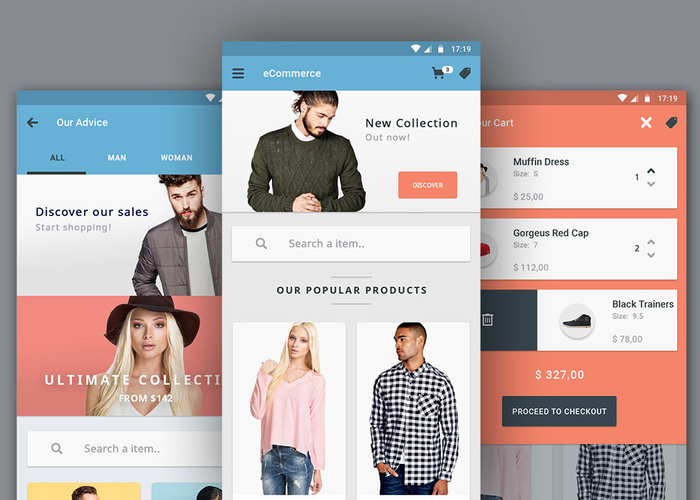 17:19
eCommerce
3
New Collection
Out now!
DISCOVER
Search a item..
OUR POPULAR PRODUCTS
Our Advice
ALL
MAN
WOMAN
Discover our sales
Start shopping!
ULTIMATE COLLECTI
FROM $142
Search a item..
17:19
our Cart
Muffin Dress
Size: S
$ 25,00
1
Gorgeus Red Cap
Size: 7
$ 112,00
2
Black Trainers
Size: 9.5
$ 78,00
$ 327,00
PROCEED TO CHECKOUT